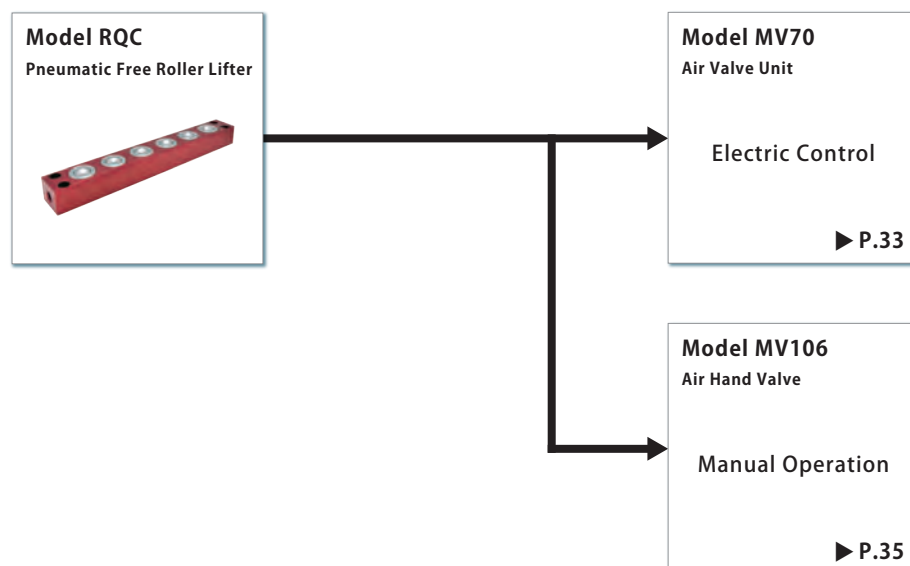 Model RQC
Pneumatic Free Roller Lifter
Model MV70
Air Valve Unit
Electric Control
▶ P.33
Model MV106
Air Hand Valve
Manual Operation
▶ P.35